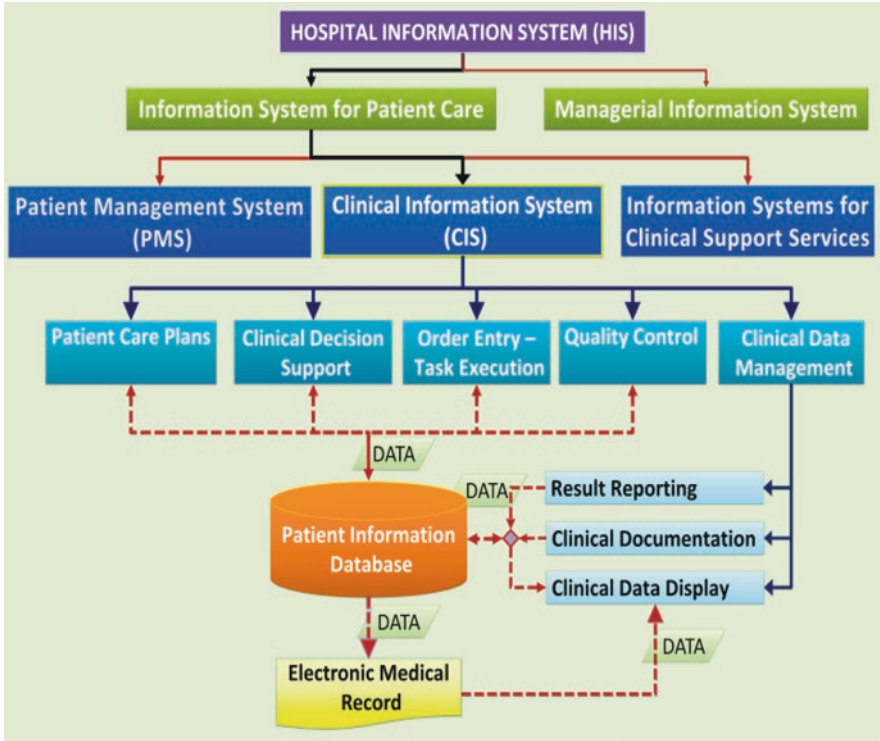 HOSPITAL INFORMATION SYSTEM (HIS)
Information System for Patient Care
Managerial Information System
Patient Management System
(PMS)
Clinical Information System
(CIS)
Information Systems for
Clinical Support Services
Patient Care Plans
Clinical Decision
Support
Order Entry –
Task Execution
Quality Control
Clinical Data
Management
DATA
DATA
Result Reporting
Patient Information
Database
Clinical Documentation
Clinical Data Display
DATA
DATA
Electronic Medical
Record